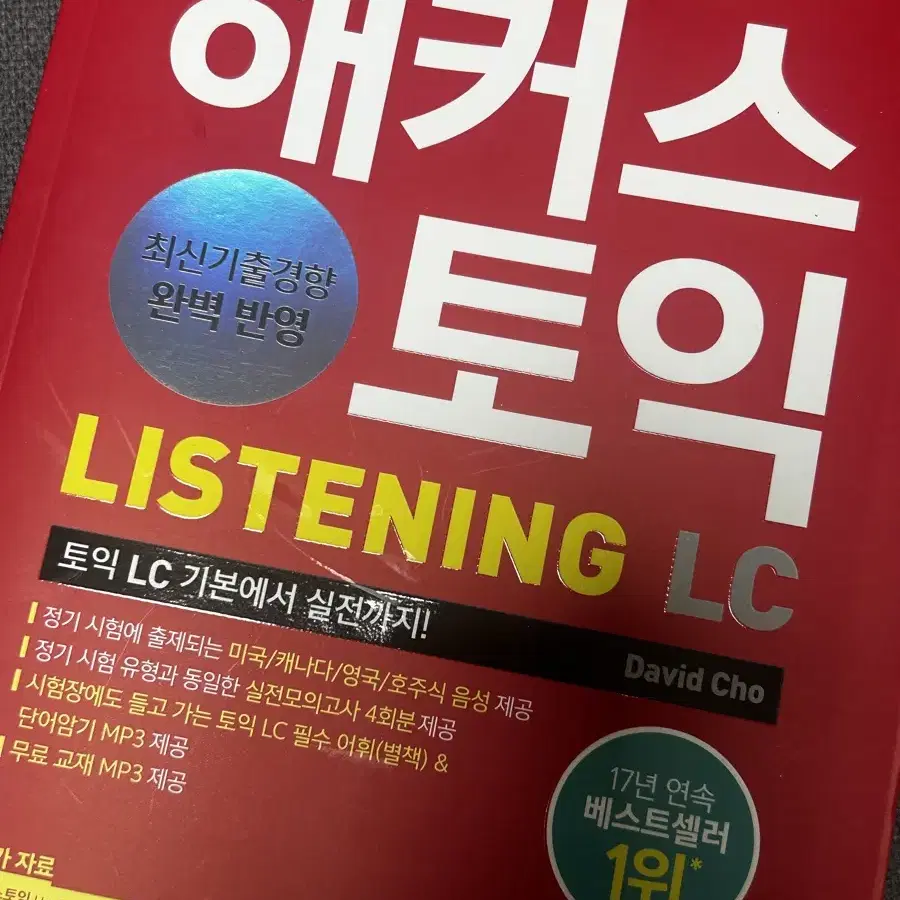 해커스
토익
최신기출경향
완벽 반영
LISTENING LC
토익 LC 기본에서 실전까지!
David Cho
정기 시험에 출제되는 미국/캐나다/영국/호주식 음성 제공
정기 시험 유형과 동일한 실전모의고사 4회분 제공
시험장에도 들고 가는 토익 LC 필수 어휘(별책) &
단어암기 MP3 제공
무료 교재 MP3 제공
17년 연속
베스트셀러
1위*
자료